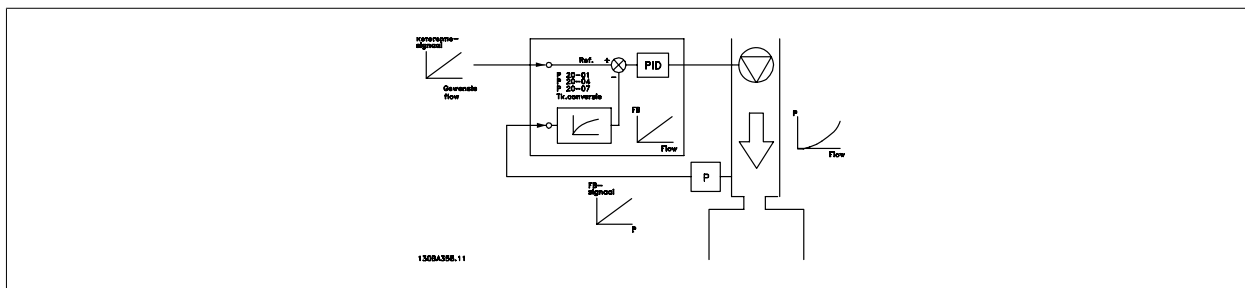 Referentie-
signaal
Gewenste
flow
Ref.
+
-
PID
P 20-01
P 20-04
P 20-07
Tk.conversie
FB
Flow
P
Flow
P
FB-
signaal
P
130BA358.11